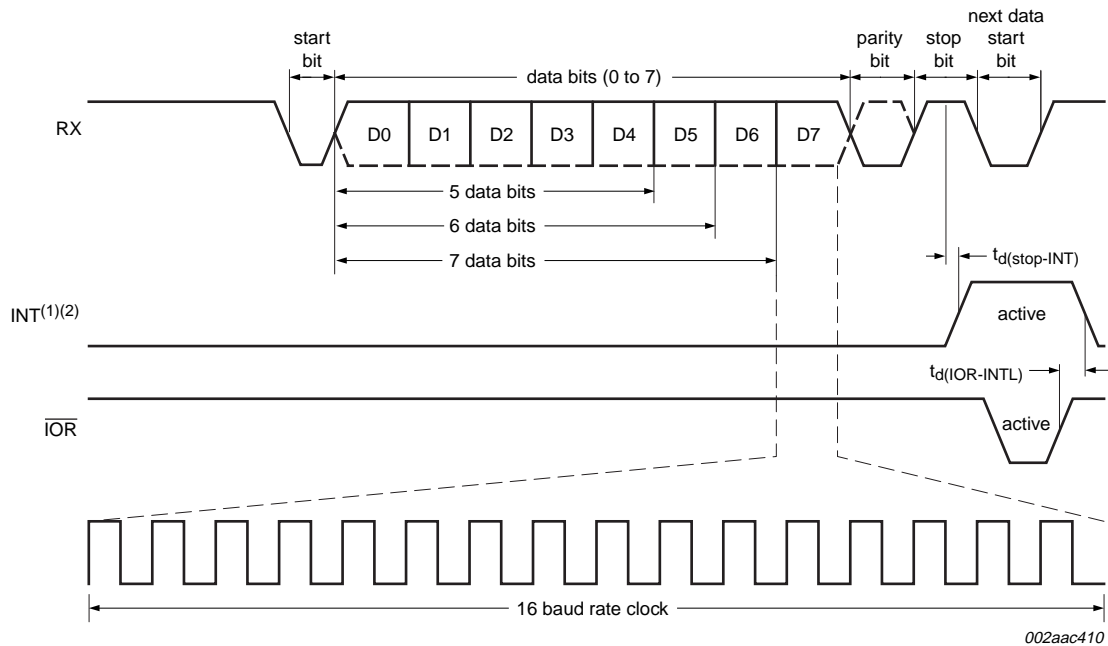 start
bit
data bits (0 to 7)
parity
bit
stop
bit
next data
start
bit
RX
D0
D1
D2
D3
D4
D5
D6
D7
5 data bits
6 data bits
7 data bits
td(stop-INT)
INT(1)(2)
active
td(IOR-INTL)
IOR
active
16 baud rate clock
002aac410